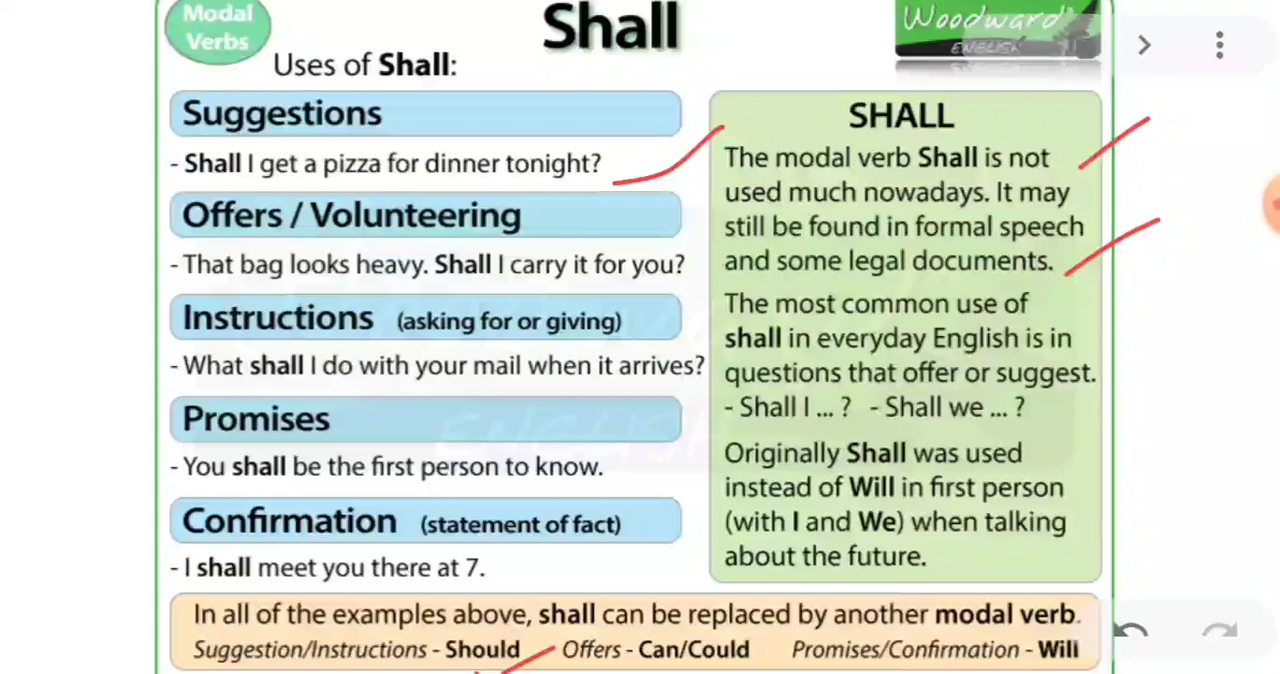 Modal
Verbs
Shall
Woodward
ENGLISH
Uses of Shall:
Suggestions
- Shall I get a pizza for dinner tonight?
Offers / Volunteering
- That bag looks heavy. Shall I carry it for you?
Instructions (asking for or giving)
- What shall I do with your mail when it arrives?
Promises
- You shall be the first person to know.
Confirmation (statement of fact)
- I shall meet you there at 7.
SHALL
The modal verb Shall is not
used much nowadays. It may
still be found in formal speech
and some legal documents.
The most common use of
shall in everyday English is in
questions that offer or suggest.
- Shall I ... ? - Shall we ... ?
Originally Shall was used
instead of Will in first person
(with I and We) when talking
about the future.
In all of the examples above, shall can be replaced by another modal verb.
Suggestion/Instructions - Should Offers - Can/Could Promises/Confirmation - Will